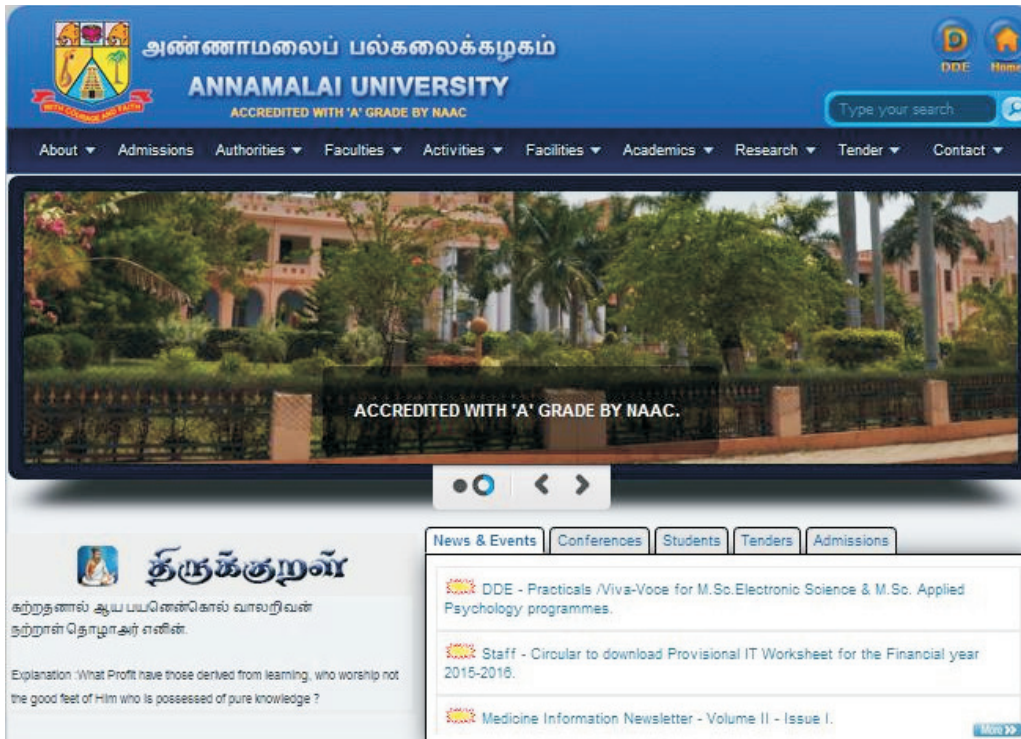 அண்ணாமலைப் பல்கலைக்கழகம்
ANNAMALAI UNIVERSITY
ACCREDITED WITH 'A' GRADE BY NAAC
WITH COURAGE AND FAITH
DDE
Home
Type your search
About Admissions Authorities Faculties Activities Facilities Academics Research Tender Contact
ACCREDITED WITH 'A' GRADE BY NAAC.
திருக்குறள்
கற்றதனால் ஆய பயனென்கொல் வாலறிவன்
நற்றாள் தொழாஅர் எனின்.
Explanation :What Profit have those derived from learning, who worship not
the good feet of Him who is possessed of pure knowledge ?
News & Events Conferences Students Tenders Admissions
DDE - Practicals /Viva-Voce for M.Sc.Electronic Science & M.Sc. Applied
Psychology programmes.
Staff - Circular to download Provisional IT Worksheet for the Financial year
2015-2016.
Medicine Information Newsletter - Volume II - Issue I.
More